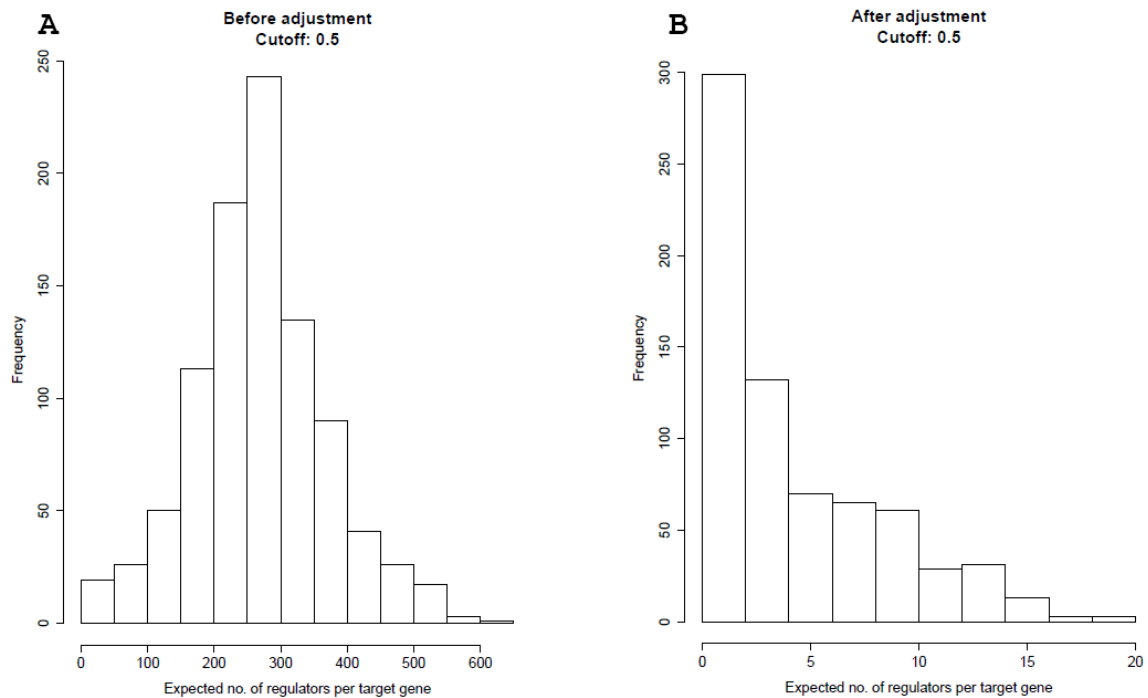 A
Before adjustment
Cutoff: 0.5
Frequency
0
50
100
150
200
250
0 100 200 300 400 500 600
Expected no. of regulators per target gene
B
After adjustment
Cutoff: 0.5
Frequency
0
50
100
150
200
250
300
0 5 10 15 20
Expected no. of regulators per target gene